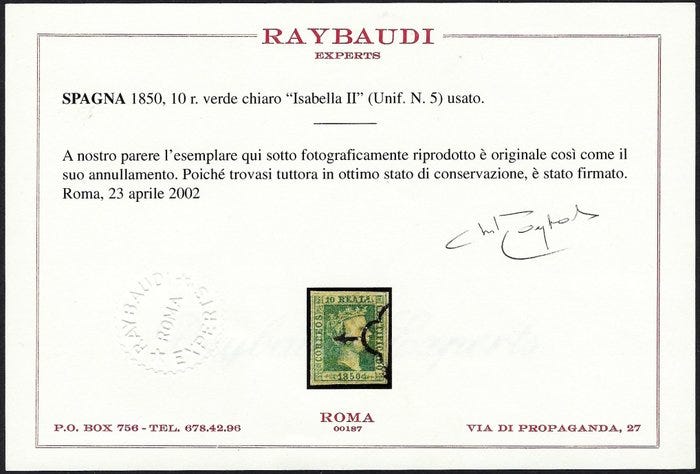 RAYBAUDI
EXPERTS
SPAGNA 1850, 10 r. verde chiaro “Isabella II” (Unif. N. 5) usato.
A nostro parere l’esemplare qui sotto fotograficamente riprodotto è originale così come il
suo annullamento. Poiché trovasi tuttora in ottimo stato di conservazione, è stato firmato.
Roma, 23 aprile 2002
RAYBAUDI
ROMA
10 REALS
CORREOS
1850
ROMA
00187
P.O. BOX 756 - TEL. 678.42.96
VIA DI PROPAGANDA, 27